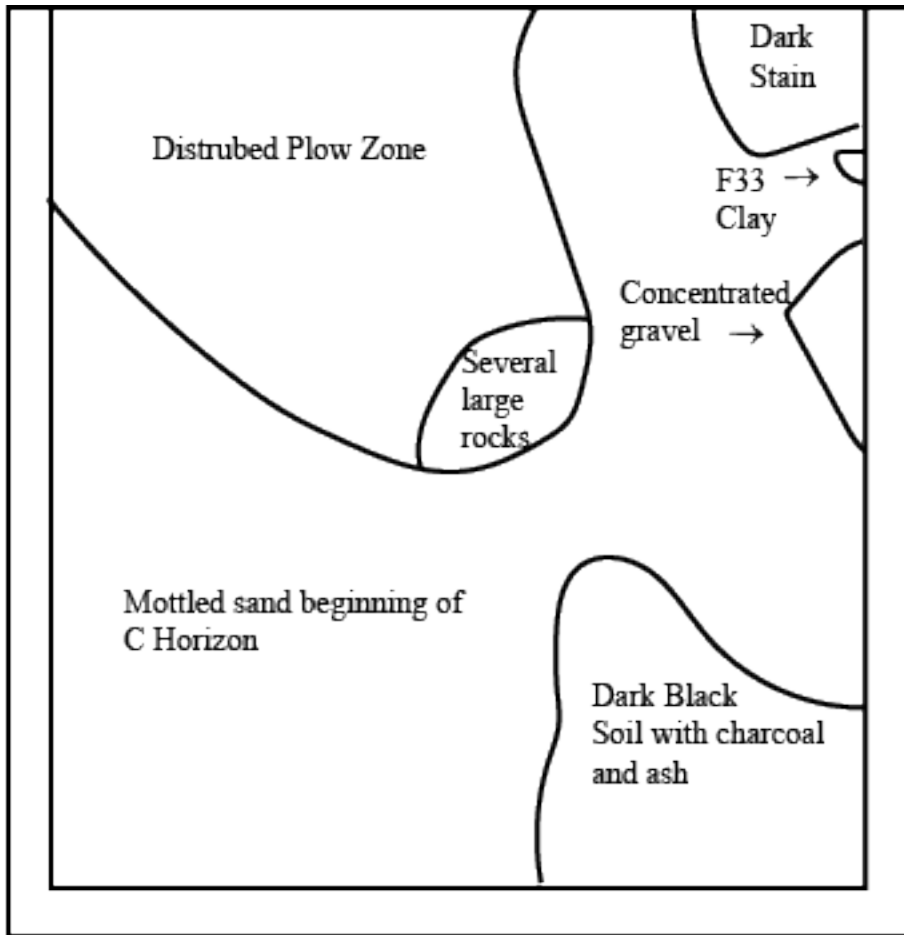 Dark
Stain
Distrubed Plow Zone
F33 →
Clay
Concentrated
gravel →
Several
large
rocks
Mottled sand beginning of
C Horizon
Dark Black
Soil with charcoal
and ash